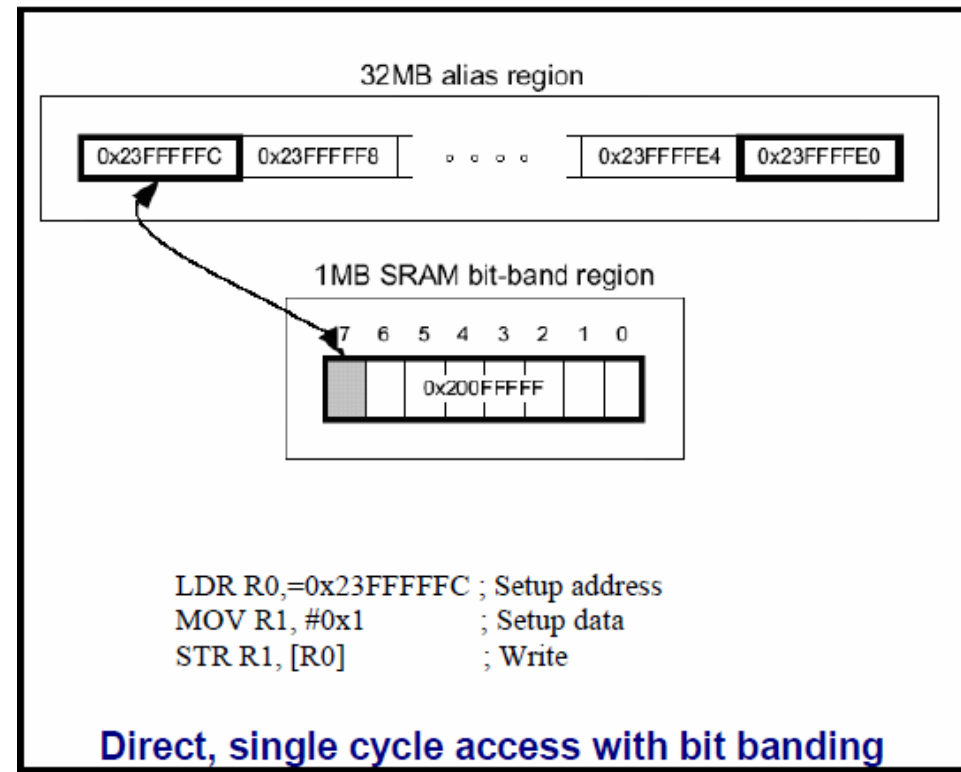 32MB alias region
0x23FFFFFC 0x23FFFFF8 0x23FFFFE4 0x23FFFFE0
1MB SRAM bit-band region
7 6 5 4 3 2 1 0
0x200FFFFF
LDR R0,=0x23FFFFFC ; Setup address
MOV R1, #0x1 ; Setup data
STR R1, [R0] ; Write
Direct, single cycle access with bit banding